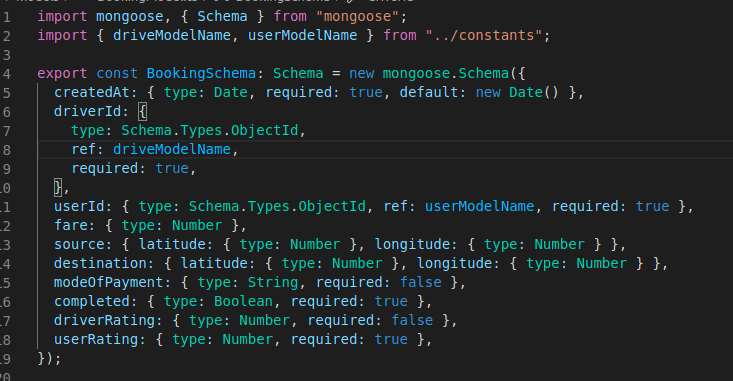 1 import mongoose, { Schema } from "mongoose";
2 import { driveModelName, userModelName } from "../constants";
3
4 export const BookingSchema: Schema = new mongoose.Schema({
5 createdAt: { type: Date, required: true, default: new Date() },
6 driverId: {
7 type: Schema.Types.ObjectId,
8 ref: driveModelName,
9 required: true,
10 },
11 userId: { type: Schema.Types.ObjectId, ref: userModelName, required: true },
12 fare: { type: Number },
13 source: { latitude: { type: Number }, longitude: { type: Number } },
14 destination: { latitude: { type: Number }, longitude: { type: Number } },
15 modeOfPayment: { type: String, required: false },
16 completed: { type: Boolean, required: true },
17 driverRating: { type: Number, required: false },
18 userRating: { type: Number, required: true },
19 });
20